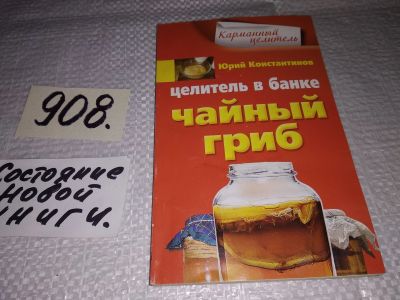 908.
Состояние
новой
книги.
Карманный
целитель
Юрий Константинов
целитель в банке
чайный
гриб